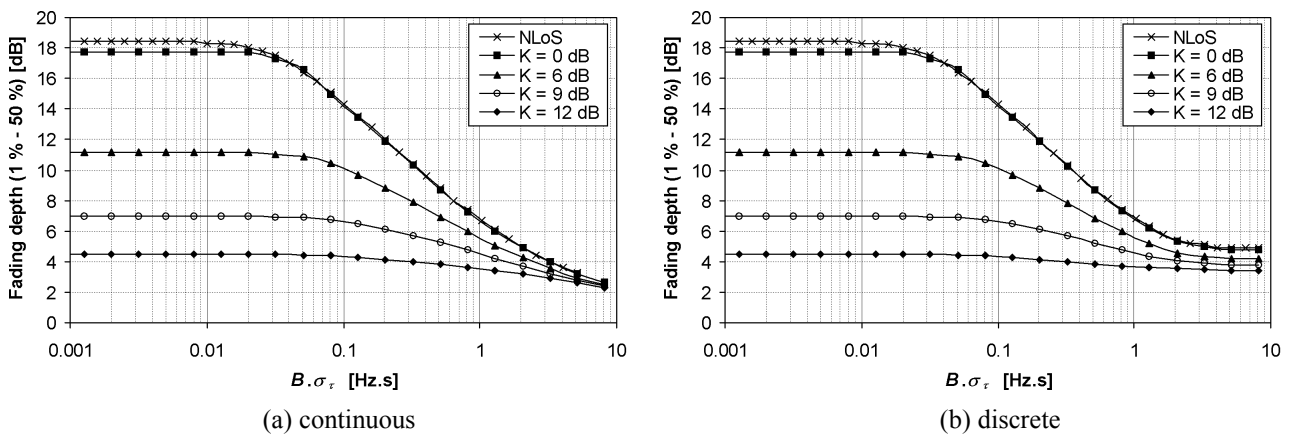 Fading depth (1 % - 50 %) [dB]
20
18
16
14
12
10
8
6
4
2
0
NLoS
K = 0 dB
K = 6 dB
K = 9 dB
K = 12 dB
0.001
0.01
0.1
1
10
B.στ [Hz.s]
(a) continuous
Fading depth (1 % - 50 %) [dB]
20
18
16
14
12
10
8
6
4
2
0
NLoS
K = 0 dB
K = 6 dB
K = 9 dB
K = 12 dB
0.001
0.01
0.1
1
10
B.στ [Hz.s]
(b) discrete